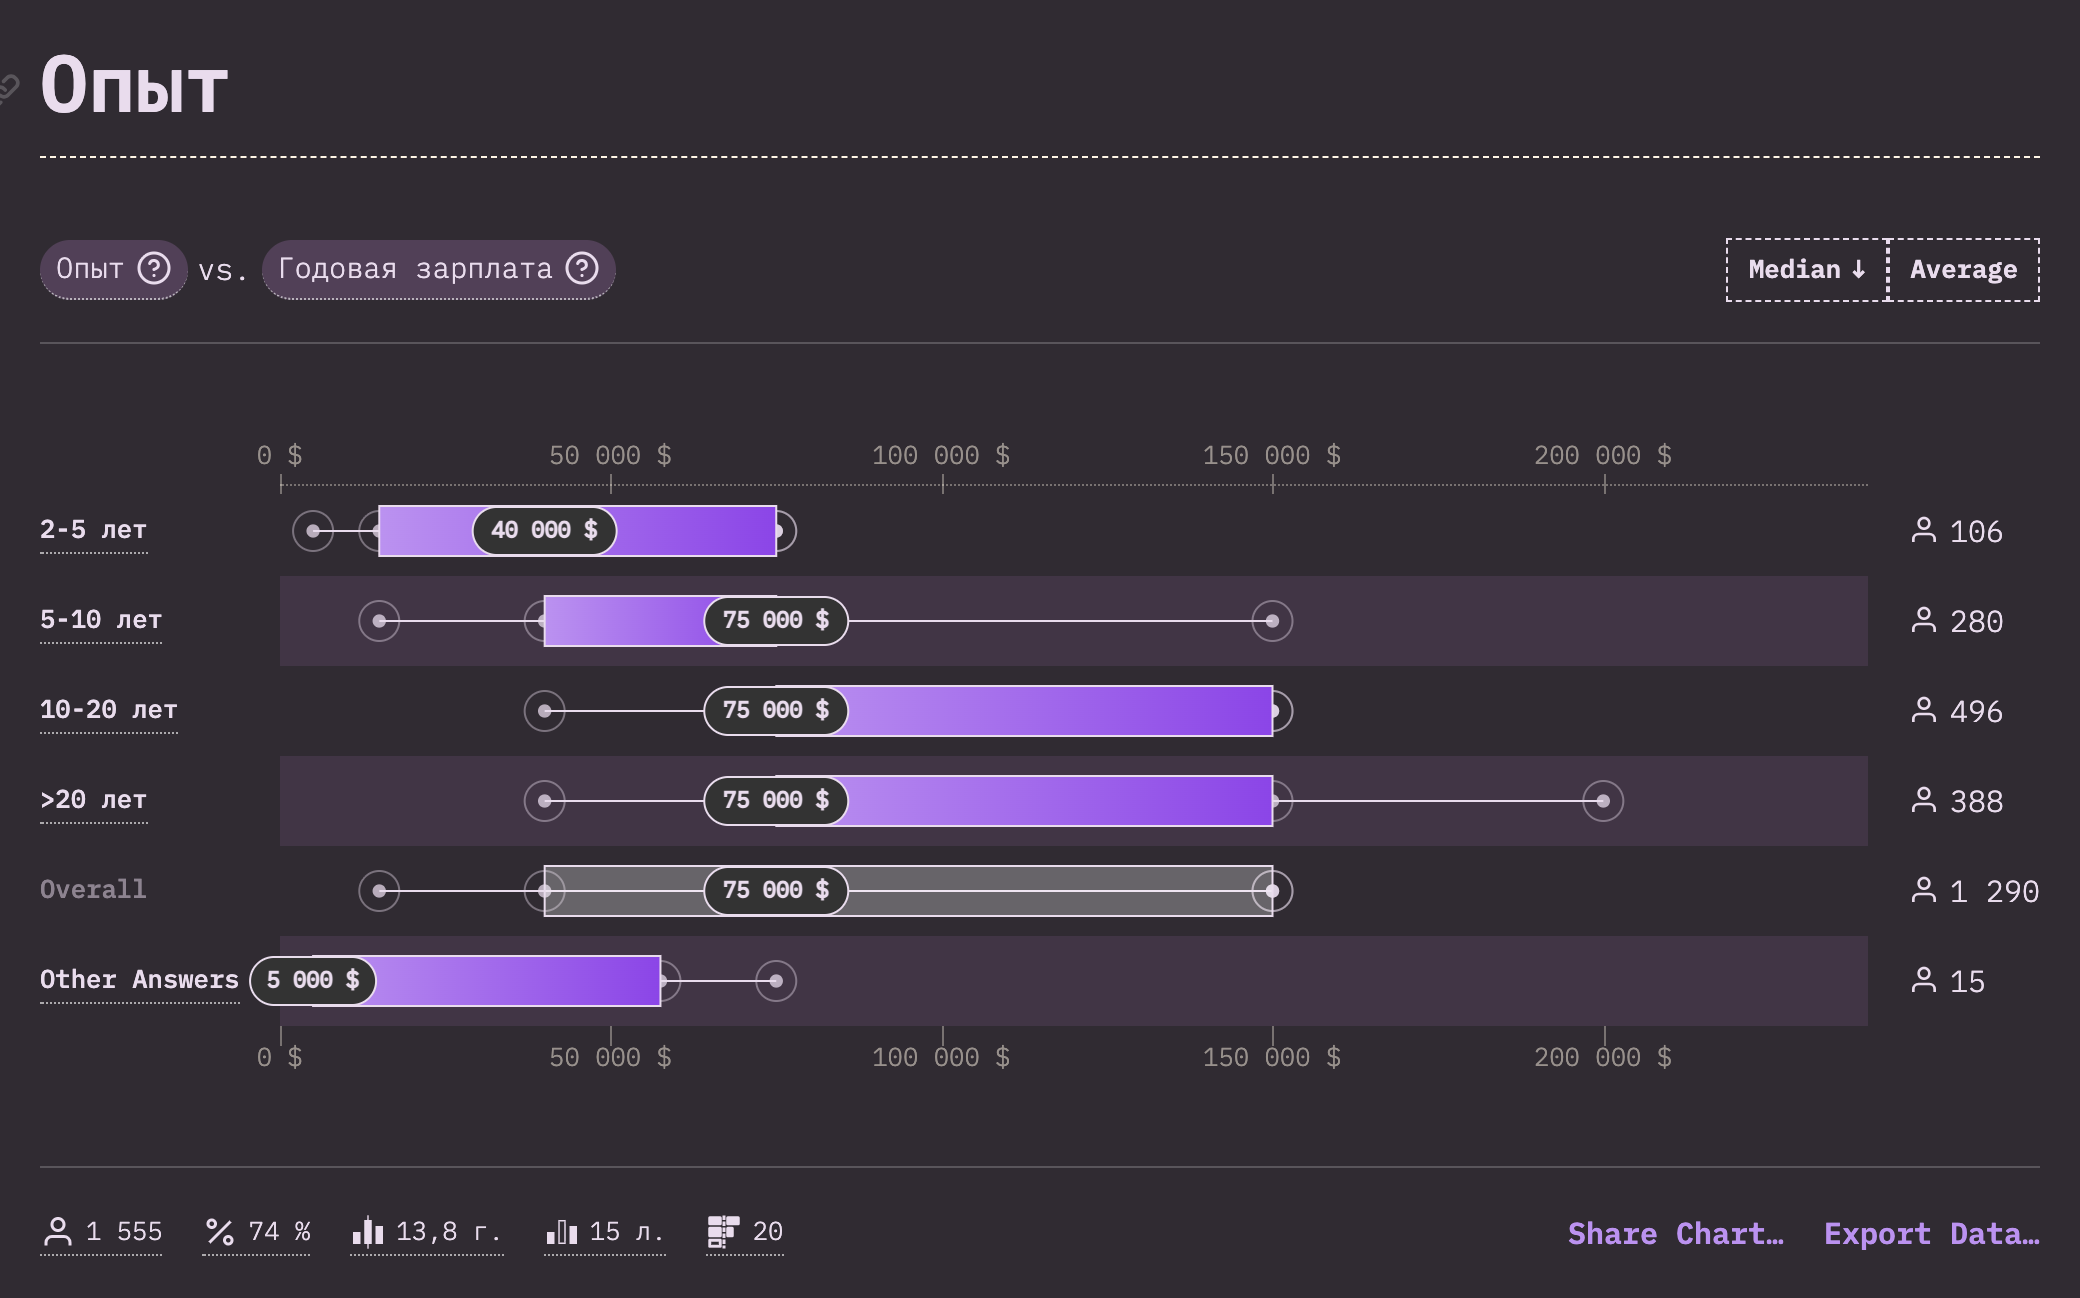 Опыт
Опыт vs. Годовая зарплата
Median ↓ Average
0 $ 50 000 $ 100 000 $ 150 000 $ 200 000 $
2-5 лет 40 000 $ 106
5-10 лет 75 000 $ 280
10-20 лет 75 000 $ 496
>20 лет 75 000 $ 388
Overall 75 000 $ 1 290
Other Answers 5 000 $ 15
0 $ 50 000 $ 100 000 $ 150 000 $ 200 000 $
1 555 74 % 13,8 г. 15 л. 20 Share Chart… Export Data…